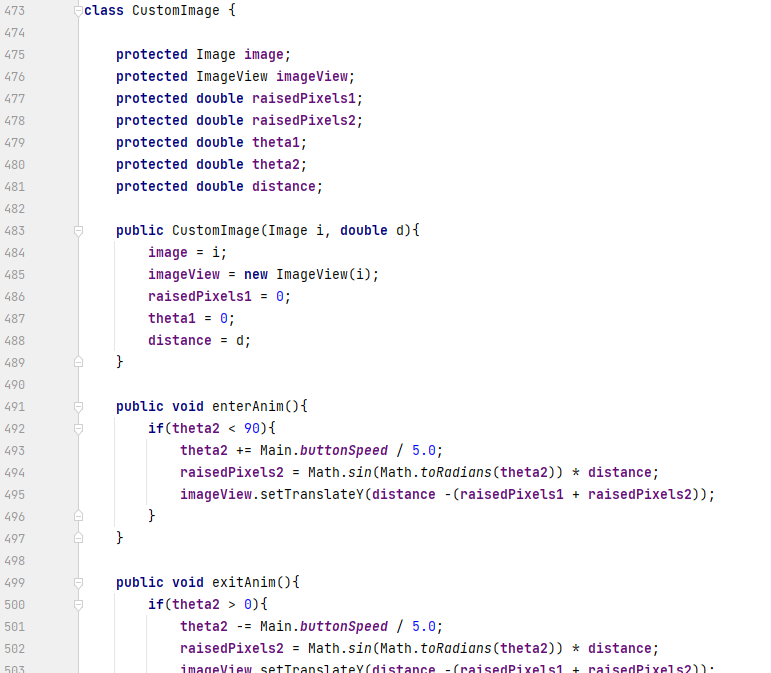 473 class CustomImage {
474
475 protected Image image;
476 protected ImageView imageView;
477 protected double raisedPixels1;
478 protected double raisedPixels2;
479 protected double theta1;
480 protected double theta2;
481 protected double distance;
482
483 public CustomImage(Image i, double d){
484 image = i;
485 imageView = new ImageView(i);
486 raisedPixels1 = 0;
487 theta1 = 0;
488 distance = d;
489 }
490
491 public void enterAnim(){
492 if(theta2 < 90){
493 theta2 += Main.buttonSpeed / 5.0;
494 raisedPixels2 = Math.sin(Math.toRadians(theta2)) * distance;
495 imageView.setTranslateY(distance -(raisedPixels1 + raisedPixels2));
496 }
497 }
498
499 public void exitAnim(){
500 if(theta2 > 0){
501 theta2 -= Main.buttonSpeed / 5.0;
502 raisedPixels2 = Math.sin(Math.toRadians(theta2)) * distance;
503 imageView.setTranslateY(distance -(raisedPixels1 + raisedPixels2));